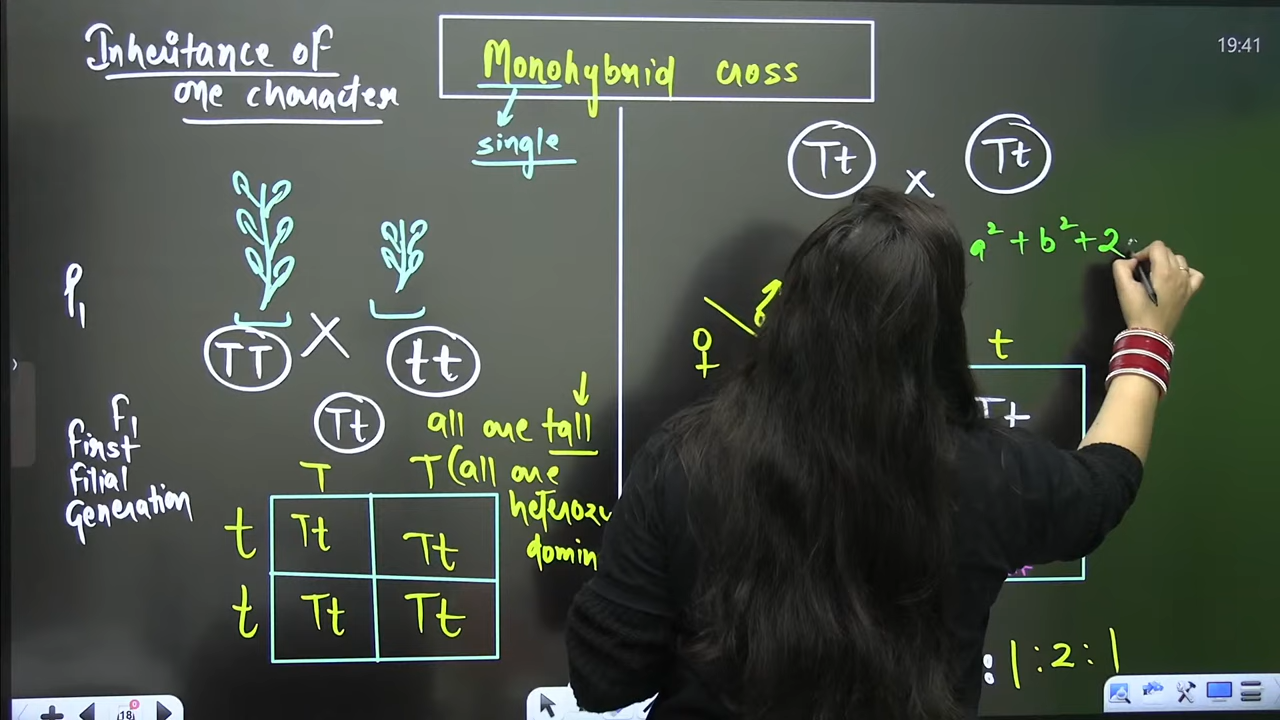 Inheritance of
one character
Monohybrid cross
single
19:41
P1
TT X tt
F1
First
Filial
Generation
Tt
all are tall
(all are
heterozy
domin
T T
t Tt Tt
t Tt Tt
Tt x Tt
a² + b² + 2
♂
♀
t
Tt
: 1 : 2 : 1
18